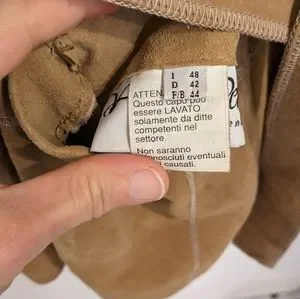 I 48
D 42
F/B 44
ATTEN
Questo capo può
essere LAVATO
solamente da ditte
competenti nel
settore.
Non saranno
onosciuti eventuali
causati.